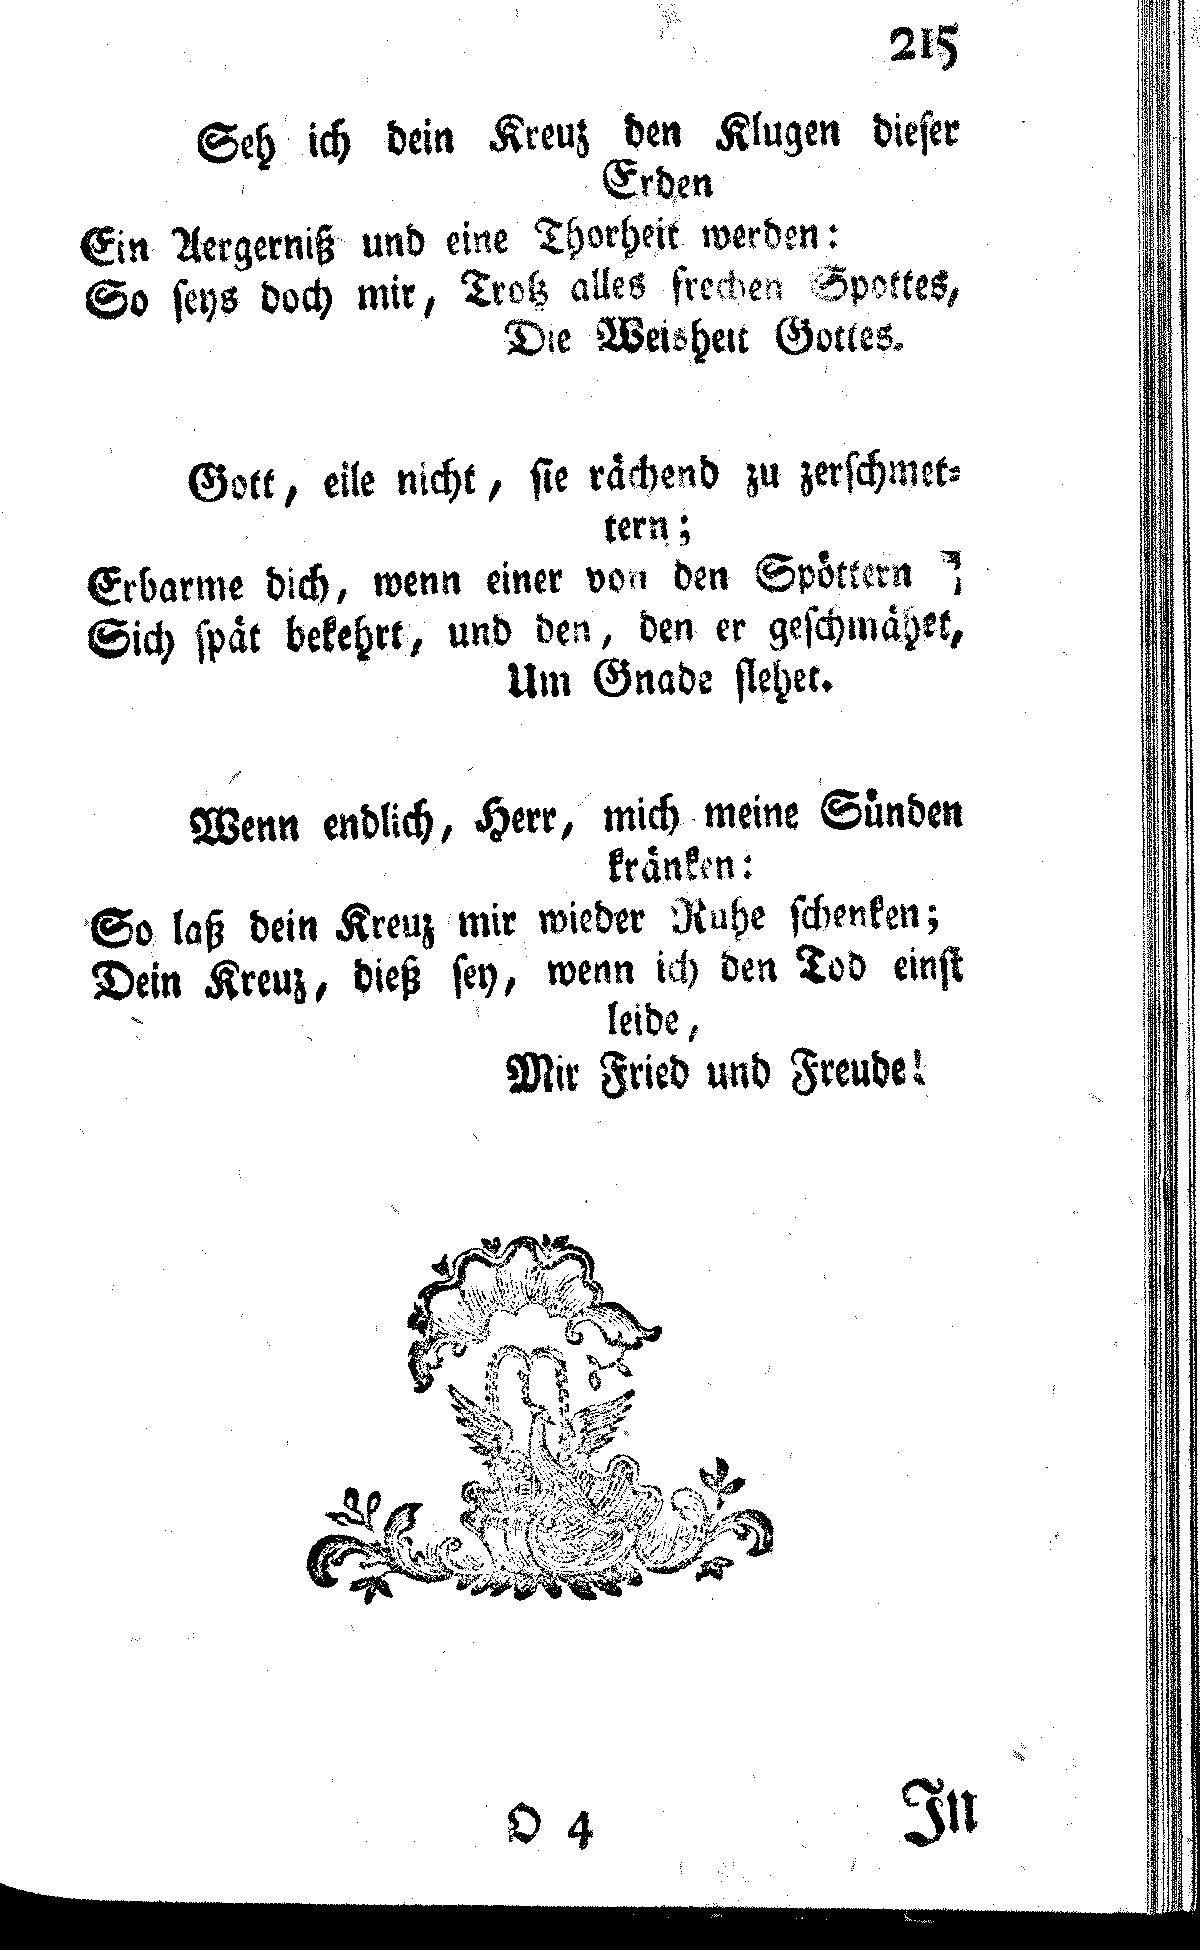 215
Seh ich dein Kreuz den Klugen dieser
Erden
Ein Aergerniß und eine Thorheit werden:
So seys doch mir, Trotz alles frechen Spottes,
Die Weisheit Gottes.
Gott, eile nicht, sie rächend zu zerschmet-
tern;
Erbarme dich, wenn einer von den Spöttern
Sich spät bekehrt, und den, den er geschmähet,
Um Gnade flehet.
Wenn endlich, Herr, mich meine Sünden
kränken:
So laß dein Kreuz mir wieder Ruhe schenken;
Dein Kreuz, dieß sey, wenn ich den Tod einst
leide,
Mir Fried und Freude!
O 4
In